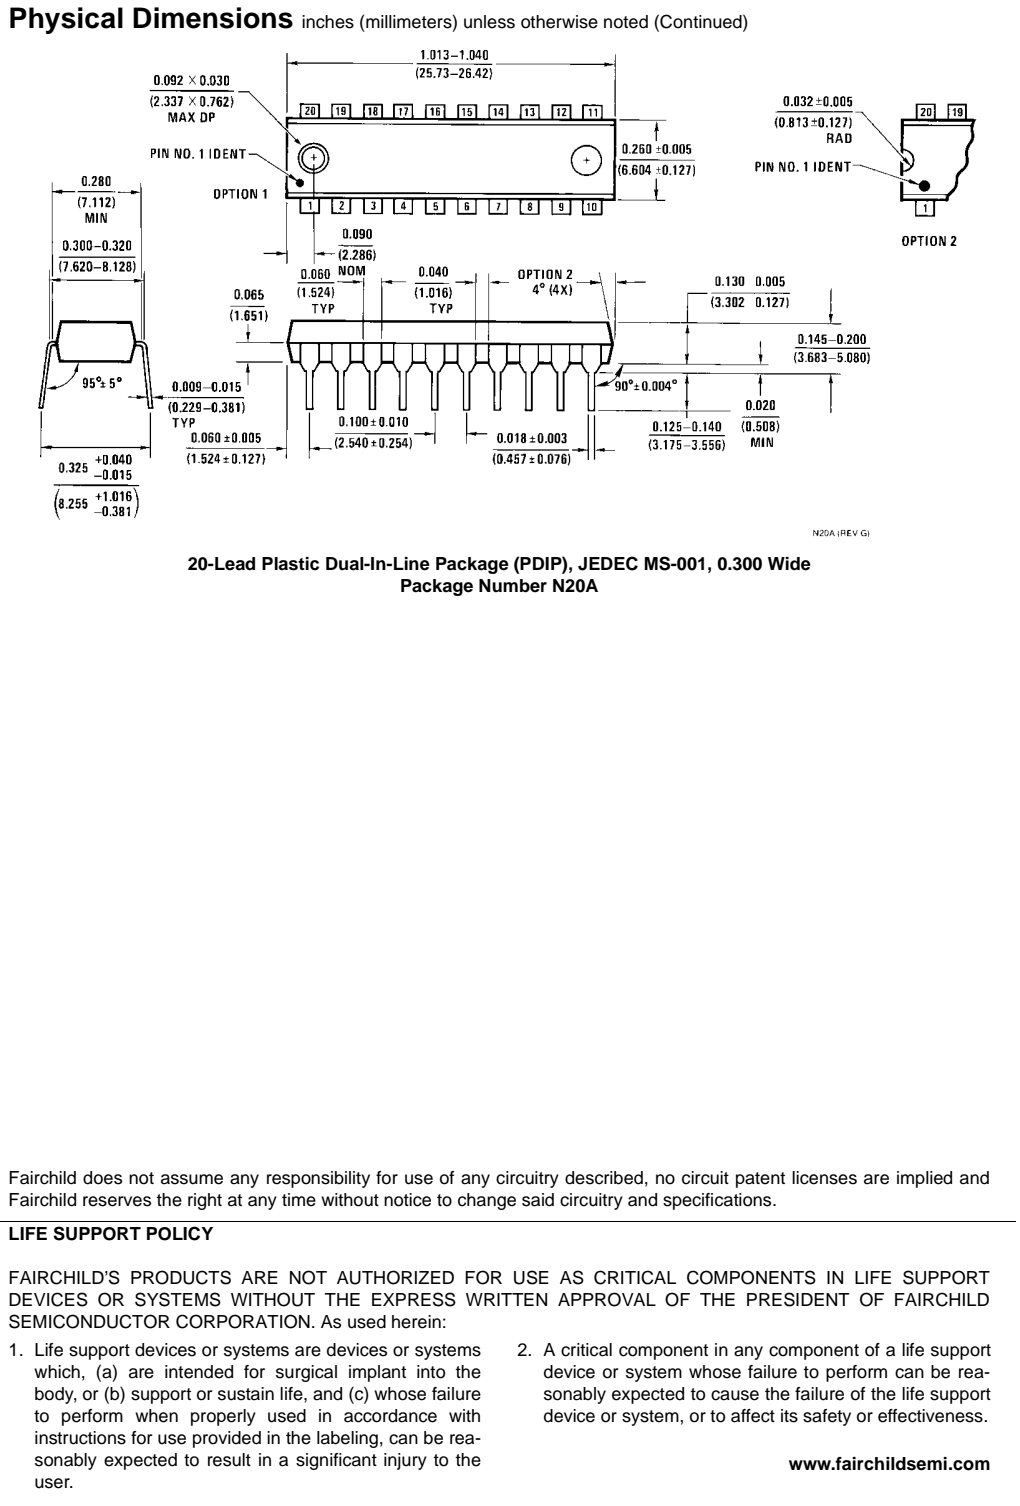 Physical Dimensions inches (millimeters) unless otherwise noted (Continued)
1.013–1.040
(25.73–26.42)
0.092 × 0.030
(2.337 × 0.762)
MAX DP
20 19 18 17 16 15 14 13 12 11
0.032 ±0.005
(0.813 ±0.127)
RAD
20 19
PIN NO. 1 IDENT
0.260 ±0.005
(6.604 ±0.127)
PIN NO. 1 IDENT
OPTION 1
1 2 3 4 5 6 7 8 9 10
1
OPTION 2
0.280
(7.112)
MIN
0.300–0.320
(7.620–8.128)
0.090
(2.286)
NOM
0.060
(1.524)
TYP
0.040
(1.016)
TYP
OPTION 2
4° (4X)
0.130 0.005
(3.302 0.127)
0.065
(1.651)
0.145–0.200
(3.683–5.080)
95°± 5°
0.009–0.015
(0.229–0.381)
TYP
90°±0.004°
0.020
(0.508)
MIN
0.100 ± 0.010
(2.540 ± 0.254)
0.125–0.140
(3.175–3.556)
0.060 ±0.005
(1.524 ±0.127)
0.018 ± 0.003
(0.457 ± 0.076)
0.325 +0.040 –0.015
(8.255 +1.016 –0.381)
N20A (REV G)
20-Lead Plastic Dual-In-Line Package (PDIP), JEDEC MS-001, 0.300 Wide
Package Number N20A
Fairchild does not assume any responsibility for use of any circuitry described, no circuit patent licenses are implied and
Fairchild reserves the right at any time without notice to change said circuitry and specifications.
LIFE SUPPORT POLICY
FAIRCHILD'S PRODUCTS ARE NOT AUTHORIZED FOR USE AS CRITICAL COMPONENTS IN LIFE SUPPORT
DEVICES OR SYSTEMS WITHOUT THE EXPRESS WRITTEN APPROVAL OF THE PRESIDENT OF FAIRCHILD
SEMICONDUCTOR CORPORATION. As used herein:
1. Life support devices or systems are devices or systems
which, (a) are intended for surgical implant into the
body, or (b) support or sustain life, and (c) whose failure
to perform when properly used in accordance with
instructions for use provided in the labeling, can be rea-
sonably expected to result in a significant injury to the
user.
2. A critical component in any component of a life support
device or system whose failure to perform can be rea-
sonably expected to cause the failure of the life support
device or system, or to affect its safety or effectiveness.
www.fairchildsemi.com